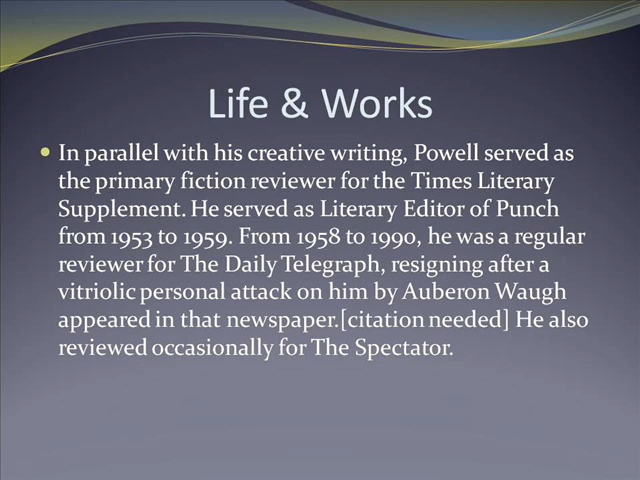 Life & Works
• In parallel with his creative writing, Powell served as
the primary fiction reviewer for the Times Literary
Supplement. He served as Literary Editor of Punch
from 1953 to 1959. From 1958 to 1990, he was a regular
reviewer for The Daily Telegraph, resigning after a
vitriolic personal attack on him by Auberon Waugh
appeared in that newspaper.[citation needed] He also
reviewed occasionally for The Spectator.